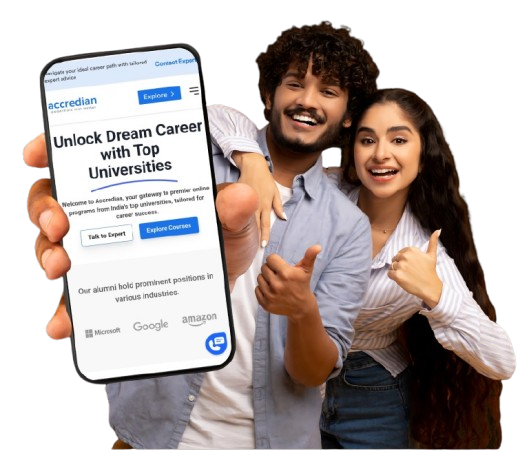 Navigate your ideal career path with tailored
expert advice
Contact Expert
accredian
Explore
Unlock Dream Career
with Top
Universities
Welcome to Accredian, your gateway to premier online
programs from India's top universities, tailored for
career success.
Talk to Expert
Explore Courses
Our alumni hold prominent positions in
various industries.
Microsoft
Google
amazon